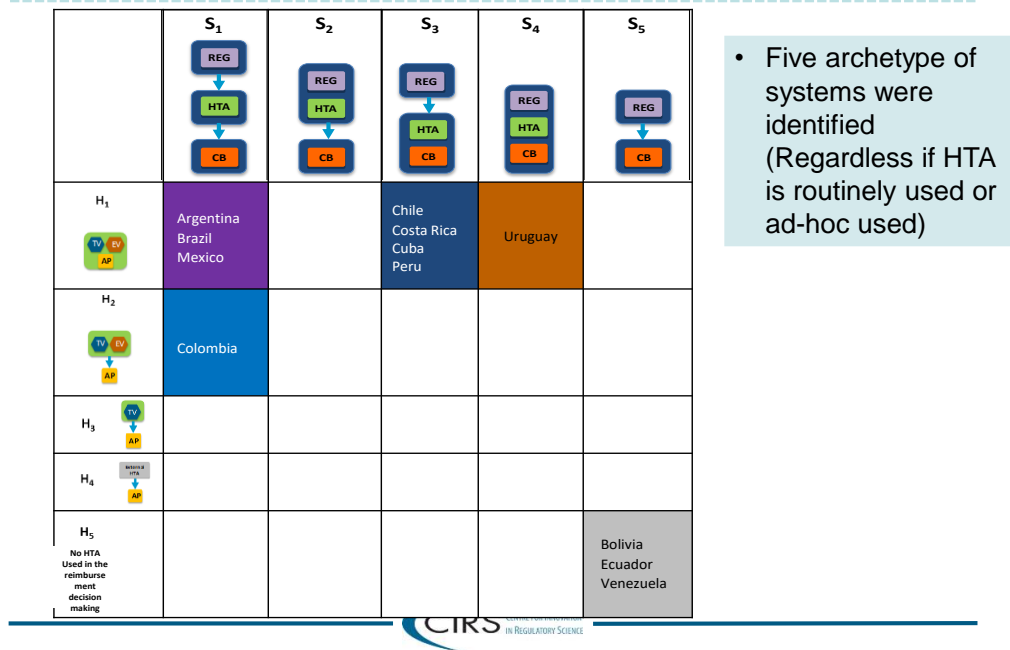 S1 S2 S3 S4 S5
REG
HTA
CB
REG
HTA
CB
REG
HTA
CB
REG
HTA
CB
REG
CB
• Five archetype of
systems were
identified
(Regardless if HTA
is routinely used or
ad-hoc used)
H1
TV EV
AP
Argentina
Brazil
Mexico
Chile
Costa Rica
Cuba
Peru
Uruguay
H2
TV EV
AP
Colombia
H3
TV
AP
H4
External
HTA
AP
H5
No HTA
Used in the
reimburse
ment
decision
making
Bolivia
Ecuador
Venezuela
CIRS
IN REGULATORY SCIENCE